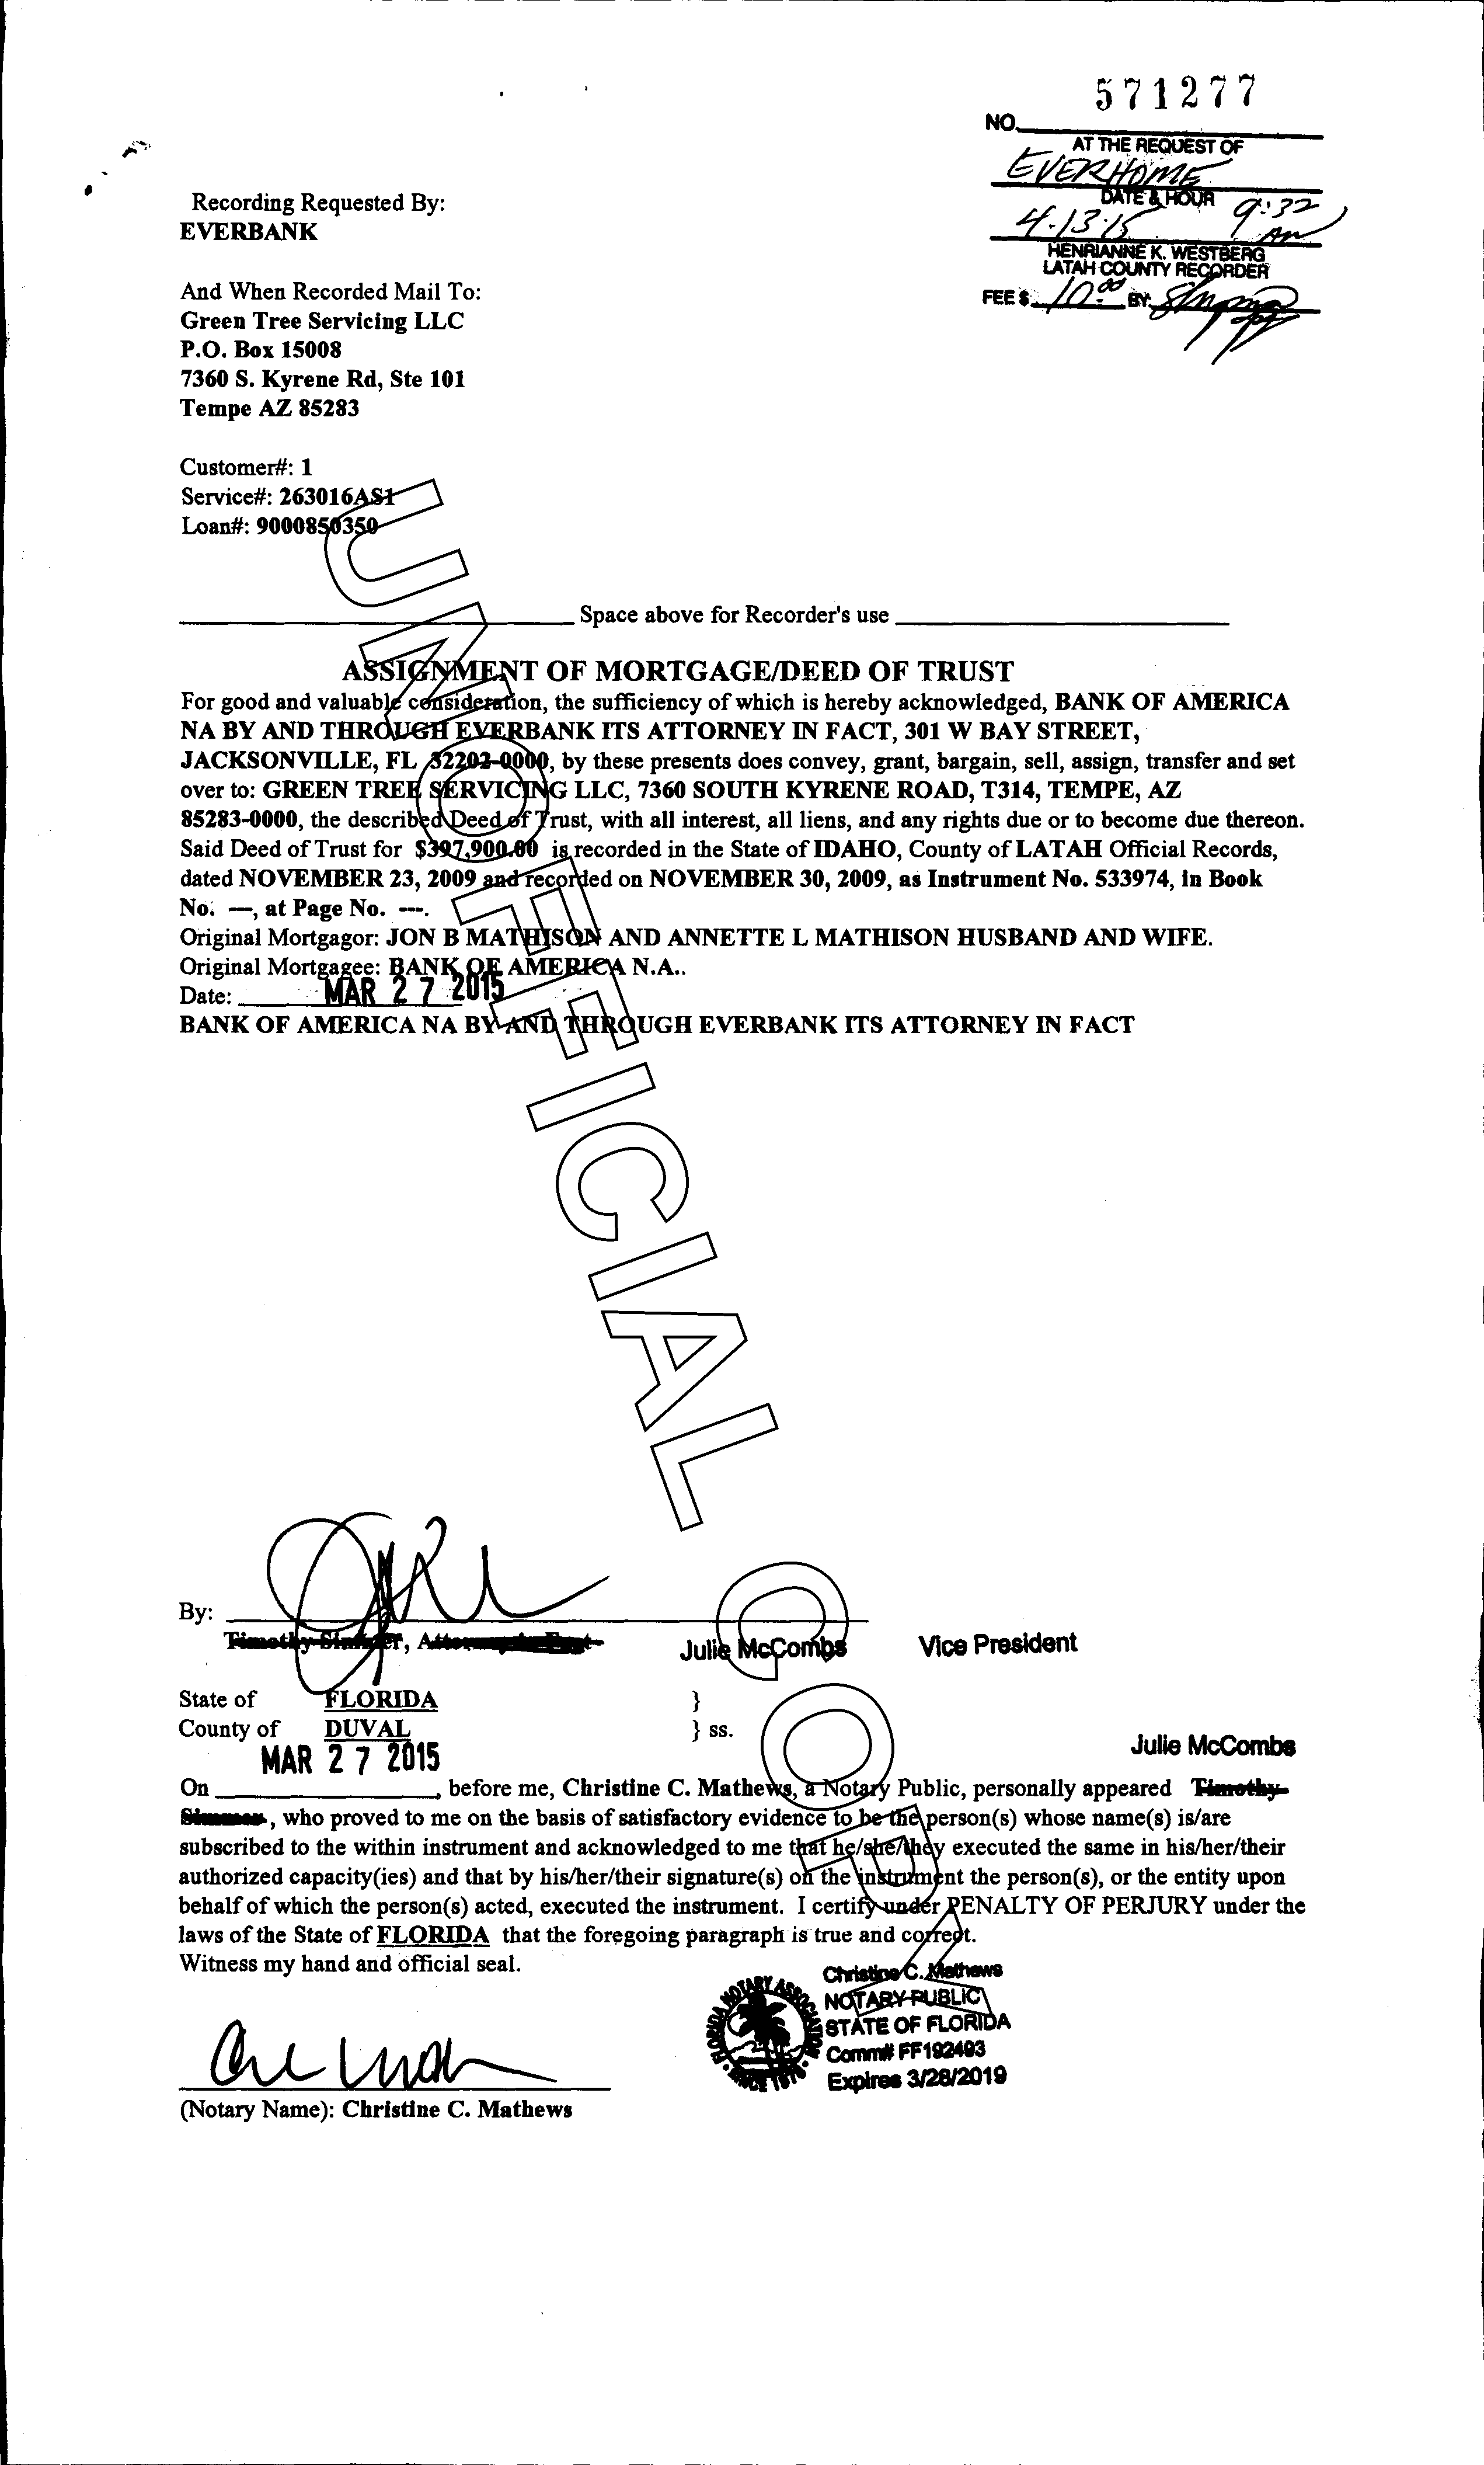 571277
NO.
AT THE REQUEST OF
EVERHOME
DATE & HOUR
4.13.15 9:32 AM
HENRIANNE K. WESTBERG
LATAH COUNTY RECORDER
FEE $ 10.00 BY:
Recording Requested By:
EVERBANK
And When Recorded Mail To:
Green Tree Servicing LLC
P.O. Box 15008
7360 S. Kyrene Rd, Ste 101
Tempe AZ 85283
Customer#: 1
Service#: 263016AS1
Loan#: 9000850350
Space above for Recorder's use
ASSIGNMENT OF MORTGAGE/DEED OF TRUST
For good and valuable consideration, the sufficiency of which is hereby acknowledged, BANK OF AMERICA
NA BY AND THROUGH EVERBANK ITS ATTORNEY IN FACT, 301 W BAY STREET,
JACKSONVILLE, FL 32202-0000, by these presents does convey, grant, bargain, sell, assign, transfer and set
over to: GREEN TREE SERVICING LLC, 7360 SOUTH KYRENE ROAD, T314, TEMPE, AZ
85283-0000, the described Deed of Trust, with all interest, all liens, and any rights due or to become due thereon.
Said Deed of Trust for $397,900.00 is recorded in the State of IDAHO, County of LATAH Official Records,
dated NOVEMBER 23, 2009 and recorded on NOVEMBER 30, 2009, as Instrument No. 533974, in Book
No. ---, at Page No. ---.
Original Mortgagor: JON B MATHISON AND ANNETTE L MATHISON HUSBAND AND WIFE.
Original Mortgagee: BANK OF AMERICA N.A..
Date: MAR 27 2015
BANK OF AMERICA NA BY AND THROUGH EVERBANK ITS ATTORNEY IN FACT
UNOFFICIAL COPY
By:
Timothy , Julie McCombs Vice President
State of FLORIDA }
County of DUVAL } ss.
MAR 27 2015 Julie McCombs
On , before me, Christine C. Mathews, a Notary Public, personally appeared Timothy
, who proved to me on the basis of satisfactory evidence to be the person(s) whose name(s) is/are
subscribed to the within instrument and acknowledged to me that he/she/they executed the same in his/her/their
authorized capacity(ies) and that by his/her/their signature(s) on the instrument the person(s), or the entity upon
behalf of which the person(s) acted, executed the instrument. I certify under PENALTY OF PERJURY under the
laws of the State of FLORIDA that the foregoing paragraph is true and correct.
Witness my hand and official seal.
FLORIDA NOTARY ASSOCIATION
Christine C. Mathews
NOTARY PUBLIC
STATE OF FLORIDA
Comm# FF192493
Expires 3/28/2019
(Notary Name): Christine C. Mathews